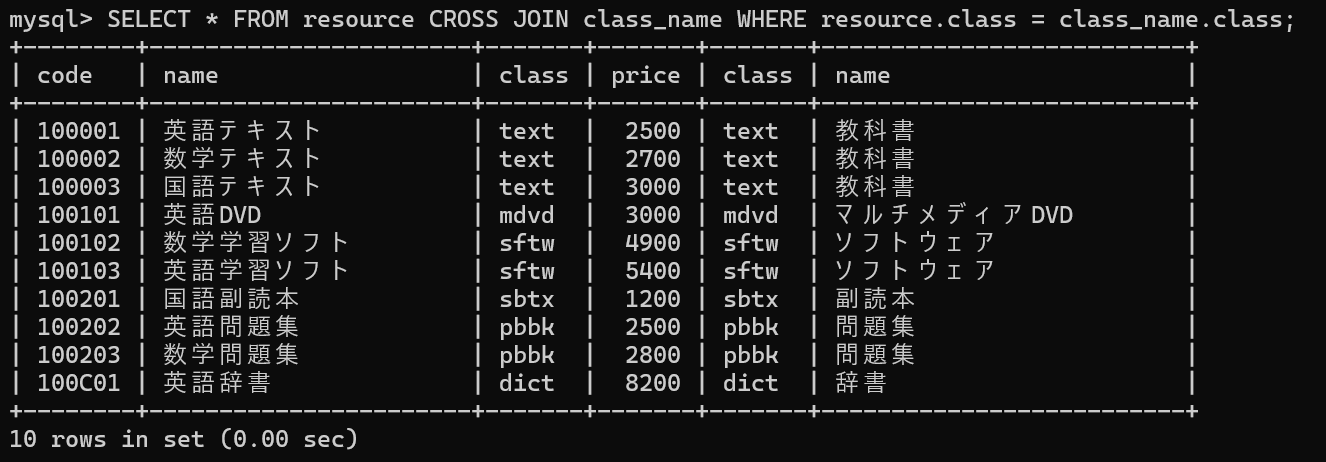 mysql> SELECT * FROM resource CROSS JOIN class_name WHERE resource.class = class_name.class;
+--------+-----------------------+-------+-------+-------+--------------------------+
| code   | name                  | class | price | class | name                     |
+--------+-----------------------+-------+-------+-------+--------------------------+
| 100001 | 英語テキスト          | text  |  2500 | text  | 教科書                   |
| 100002 | 数学テキスト          | text  |  2700 | text  | 教科書                   |
| 100003 | 国語テキスト          | text  |  3000 | text  | 教科書                   |
| 100101 | 英語DVD               | mdvd  |  3000 | mdvd  | マルチメディアDVD        |
| 100102 | 数学学習ソフト        | sftw  |  4900 | sftw  | ソフトウェア             |
| 100103 | 英語学習ソフト        | sftw  |  5400 | sftw  | ソフトウェア             |
| 100201 | 国語副読本            | sbtx  |  1200 | sbtx  | 副読本                   |
| 100202 | 英語問題集            | pbbk  |  2500 | pbbk  | 問題集                   |
| 100203 | 数学問題集            | pbbk  |  2800 | pbbk  | 問題集                   |
| 100C01 | 英語辞書              | dict  |  8200 | dict  | 辞書                     |
+--------+-----------------------+-------+-------+-------+--------------------------+
10 rows in set (0.00 sec)